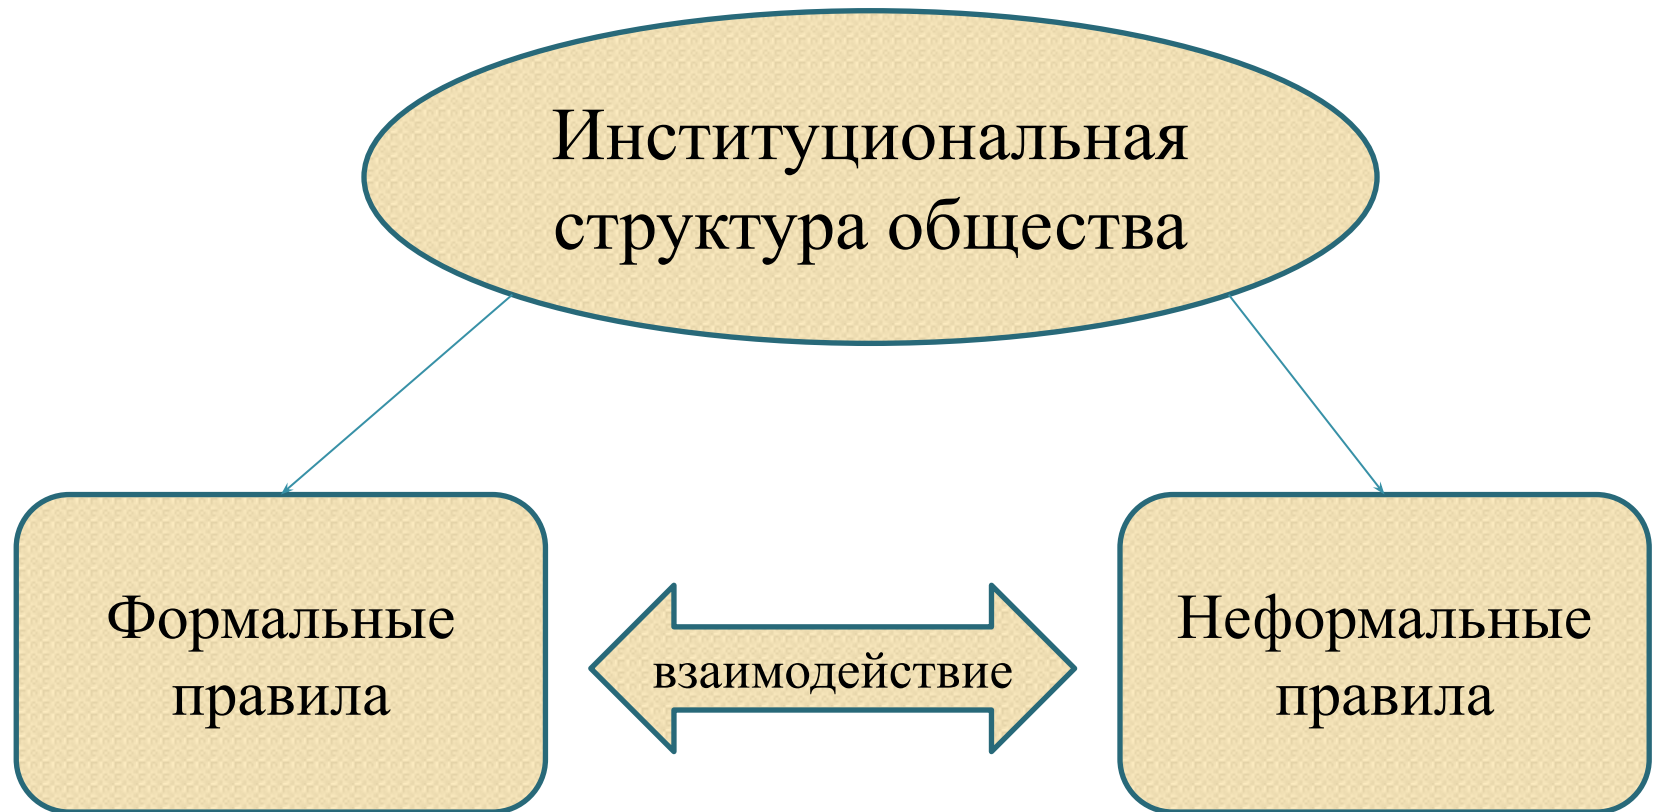 Институциональная
структура общества
Формальные
правила
взаимодействие
Неформальные
правила